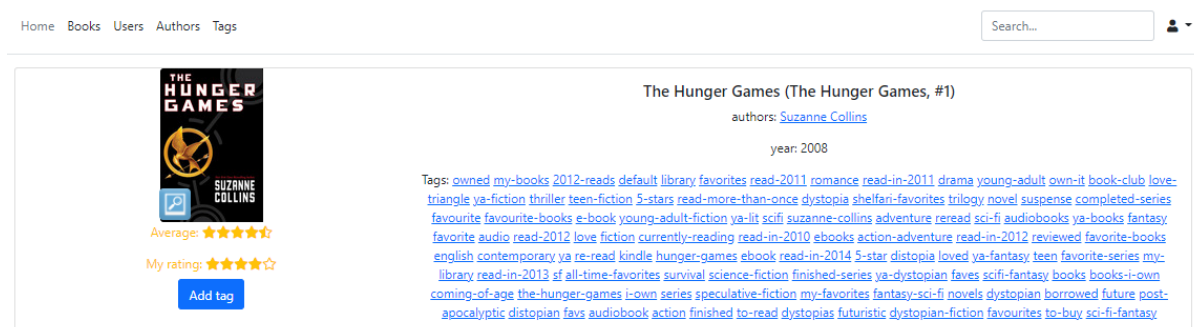 Home Books Users Authors Tags
Search...
THE
HUNGER
GAMES
SUZANNE
COLLINS
Average:
My rating:
Add tag
The Hunger Games (The Hunger Games, #1)
authors: Suzanne Collins
year: 2008
Tags: owned my-books 2012-reads default library favorites read-2011 romance read-in-2011 drama young-adult own-it book-club love-
triangle ya-fiction thriller teen-fiction 5-stars read-more-than-once dystopia shelfari-favorites trilogy novel suspense completed-series
favourite favourite-books e-book young-adult-fiction ya-lit scifi suzanne-collins adventure reread sci-fi audiobooks ya-books fantasy
favorite audio read-2012 love fiction currently-reading read-in-2010 ebooks action-adventure read-in-2012 reviewed favorite-books
english contemporary ya re-read kindle hunger-games ebook read-in-2014 5-star distopia loved ya-fantasy teen favorite-series my-
library read-in-2013 sf all-time-favorites survival science-fiction finished-series ya-dystopian faves scifi-fantasy books books-i-own
coming-of-age the-hunger-games i-own series speculative-fiction my-favorites fantasy-sci-fi novels dystopian borrowed future post-
apocalyptic distopian favs audiobook action finished to-read dystopias futuristic dystopian-fiction favourites to-buy sci-fi-fantasy